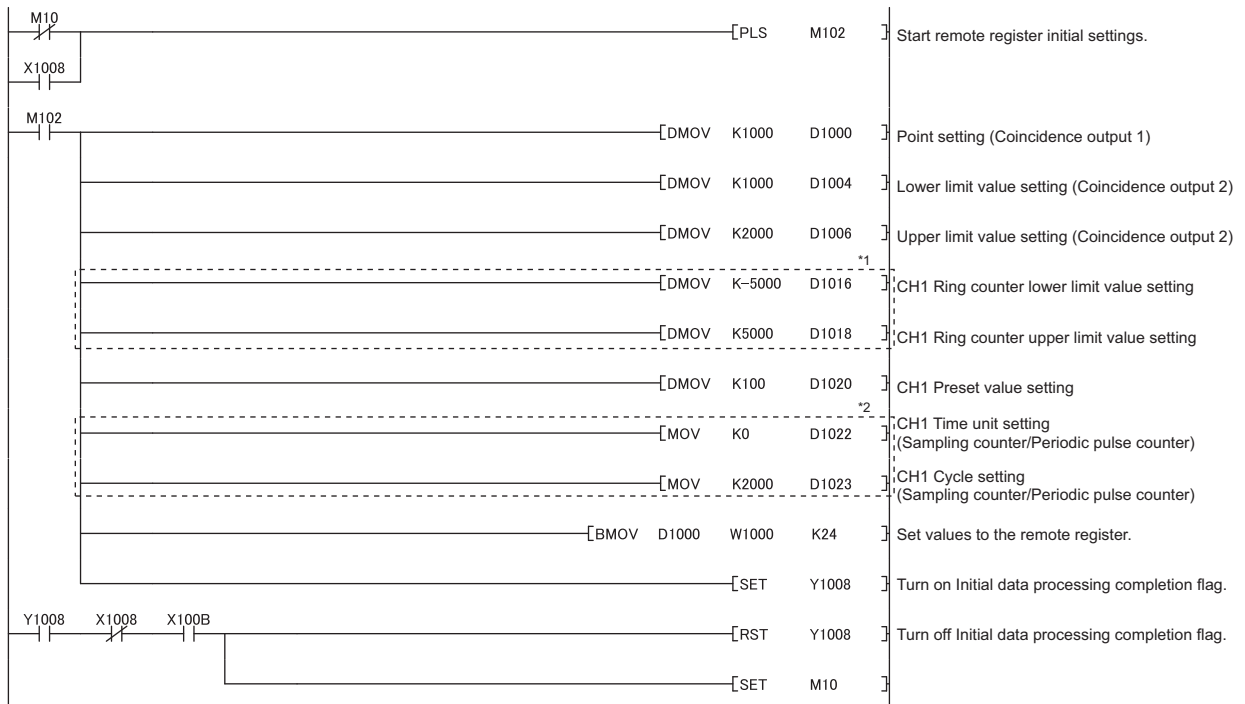 M10
[PLS M102 ] Start remote register initial settings.
X1008
M102
[DMOV K1000 D1000 ] Point setting (Coincidence output 1)
[DMOV K1000 D1004 ] Lower limit value setting (Coincidence output 2)
[DMOV K2000 D1006 ] Upper limit value setting (Coincidence output 2)
*1
[DMOV K-5000 D1016 ] CH1 Ring counter lower limit value setting
[DMOV K5000 D1018 ] CH1 Ring counter upper limit value setting
[DMOV K100 D1020 ] CH1 Preset value setting
*2
[MOV K0 D1022 ] CH1 Time unit setting
(Sampling counter/Periodic pulse counter)
[MOV K2000 D1023 ] CH1 Cycle setting
(Sampling counter/Periodic pulse counter)
[BMOV D1000 W1000 K24 ] Set values to the remote register.
[SET Y1008 ] Turn on Initial data processing completion flag.
Y1008 X1008 X100B
[RST Y1008 ] Turn off Initial data processing completion flag.
[SET M10 ]